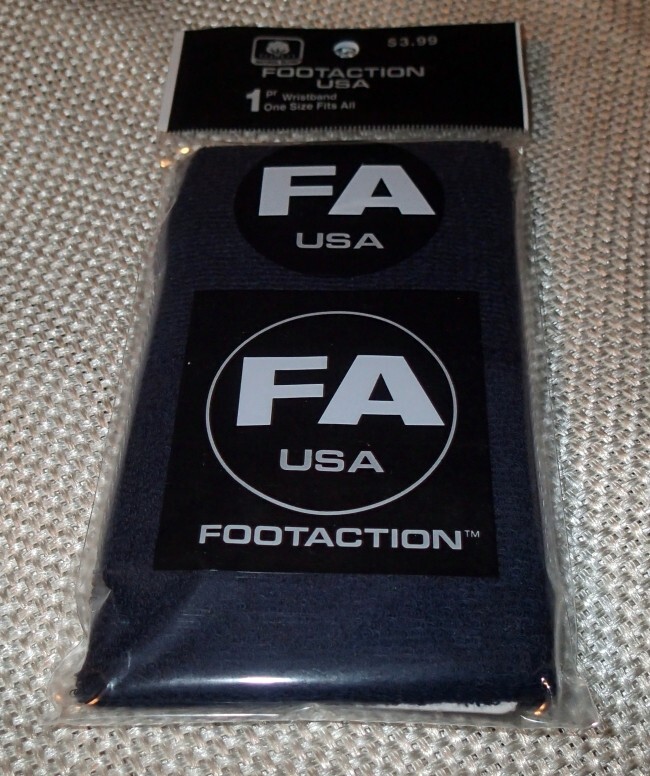 $3.99
FOOTACTION
USA
1 pr Wristband
One Size Fits All
FA
USA
FA
USA
FOOTACTION™